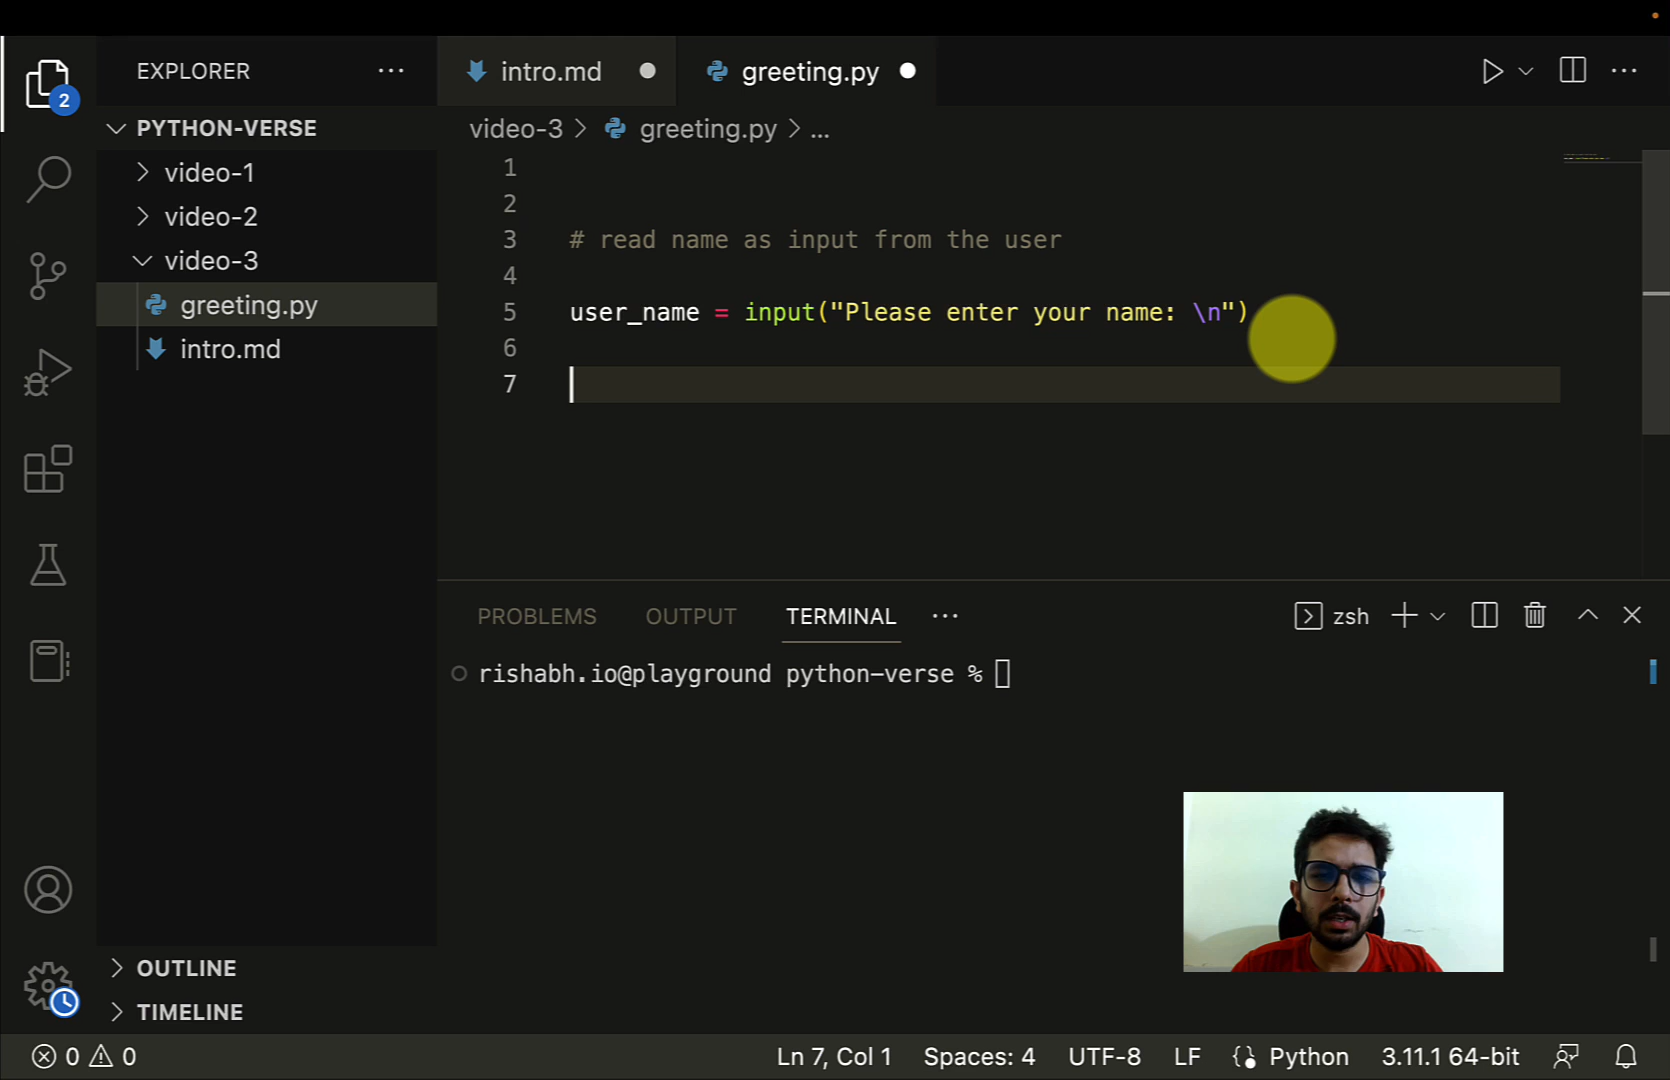 EXPLORER ...
intro.md
greeting.py
...
2
PYTHON-VERSE
video-3 > greeting.py > ...
video-1
video-2
video-3
greeting.py
intro.md
1
2
3 # read name as input from the user
4
5 user_name = input("Please enter your name: \n")
6
7
PROBLEMS OUTPUT TERMINAL ...
zsh
rishabh.io@playground python-verse %
OUTLINE
TIMELINE
0 0
Ln 7, Col 1 Spaces: 4 UTF-8 LF Python 3.11.1 64-bit